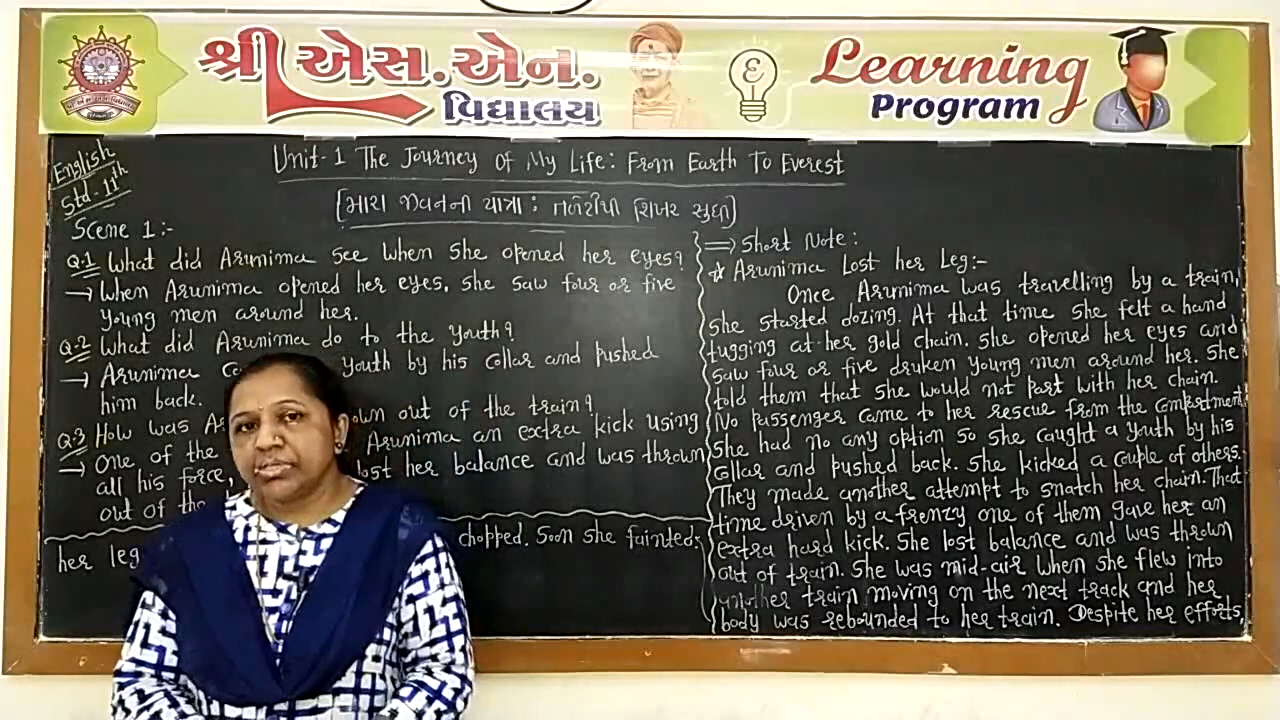 શ્રી એસ.એન.
વિદ્યાલય
Learning
Program
English
Std-11th
Unit-1 The Journey Of My Life: From Earth To Everest
[મારા જીવનની યાત્રા: તળેટીથી શિખર સુધી]
Scene 1:-
Q.1 What did Arunima see when she opened her eyes?
→ When Arunima opened her eyes, she saw four or five
young men around her.
Q.2 What did Arunima do to the youth?
→ Arunima youth by his collar and pushed
him back.
Q.3 How was out of the train?
→ One of the Arunima an extra kick using
all his force, lost her balance and was thrown
out of the
her leg chopped. Soon she fainted.
⇒ Short Note:
☆ Arunima Lost her Leg:-
Once Arunima was travelling by a train,
she started dozing. At that time she felt a hand
tugging at her gold chain. She opened her eyes and
saw four or five druken young men around her. She
told them that she would not part with her chain.
No passenger came to her rescue from the compartment.
She had no any option so she caught a youth by his
collar and pushed back. She kicked a couple of others.
They made another attempt to snatch her chain. That
time driven by a frenzy one of them gave her an
extra hard kick. She lost balance and was thrown
out of train. She was mid-air when she flew into
another train moving on the next track and her
body was rebounded to her train. Despite her efforts,